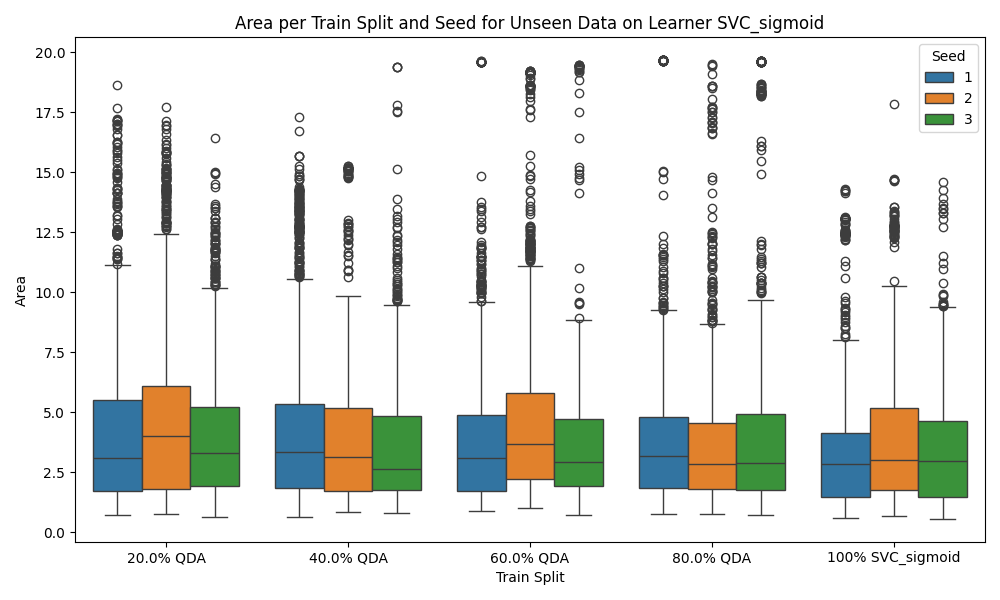 Area per Train Split and Seed for Unseen Data on Learner SVC_sigmoid
Seed
1
2
3
Area
20.0
17.5
15.0
12.5
10.0
7.5
5.0
2.5
0.0
20.0% QDA
40.0% QDA
60.0% QDA
80.0% QDA
100% SVC_sigmoid
Train Split